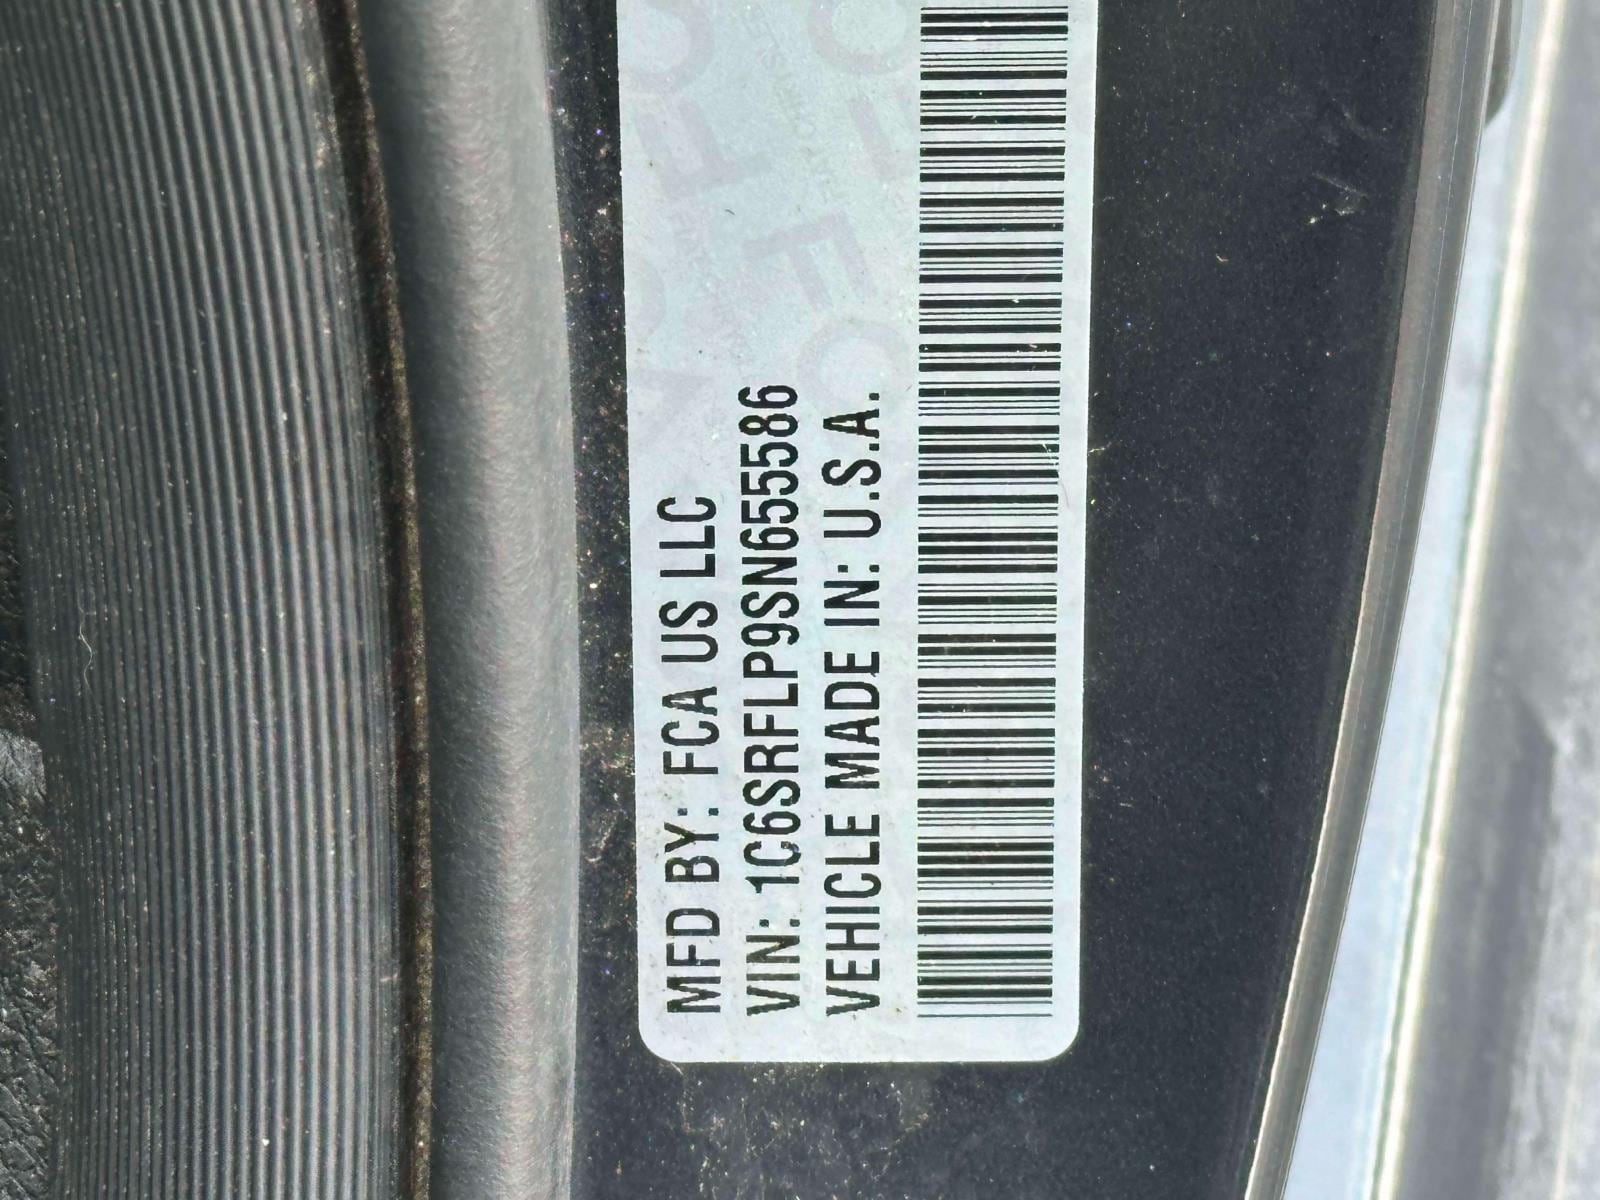 MFD BY: FCA US LLC
VIN: 1C6SRFLP9SN655586
VEHICLE MADE IN: U.S.A.